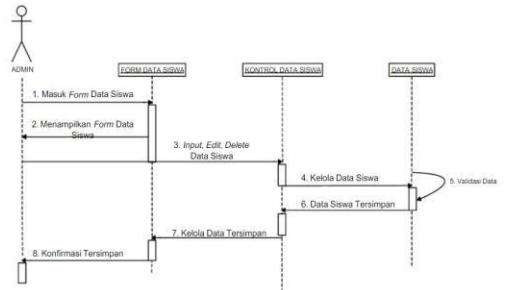 ADMIN
FORM DATA SISWA
KONTROL DATA SISWA
DATA SISWA
1. Masuk Form Data Siswa
2. Menampilkan Form Data
Siswa
3. Input, Edit, Delete
Data Siswa
4. Kelola Data Siswa
5. Validasi Data
6. Data Siswa Tersimpan
7. Kelola Data Tersimpan
8. Konfirmasi Tersimpan